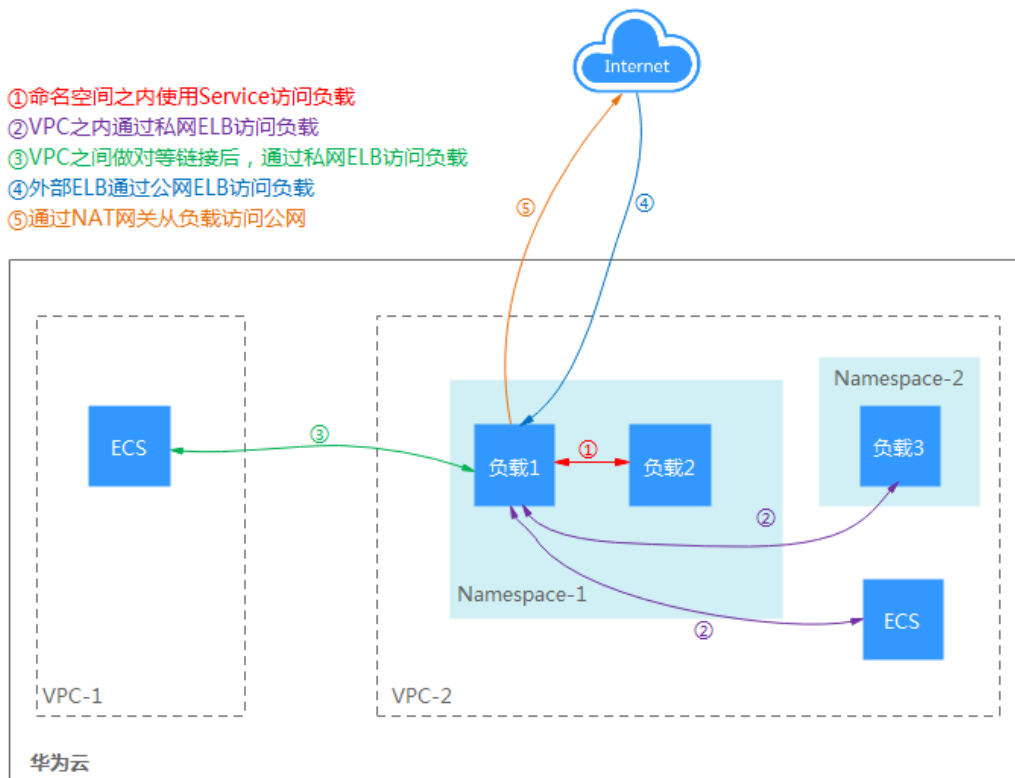 Internet
①命名空间之内使用Service访问负载
②VPC之内通过私网ELB访问负载
③VPC之间做对等链接后，通过私网ELB访问负载
④外部ELB通过公网ELB访问负载
⑤通过NAT网关从负载访问公网
⑤
④
Namespace-2
ECS
③
负载1
①
负载2
负载3
②
Namespace-1
②
ECS
VPC-1
VPC-2
华为云